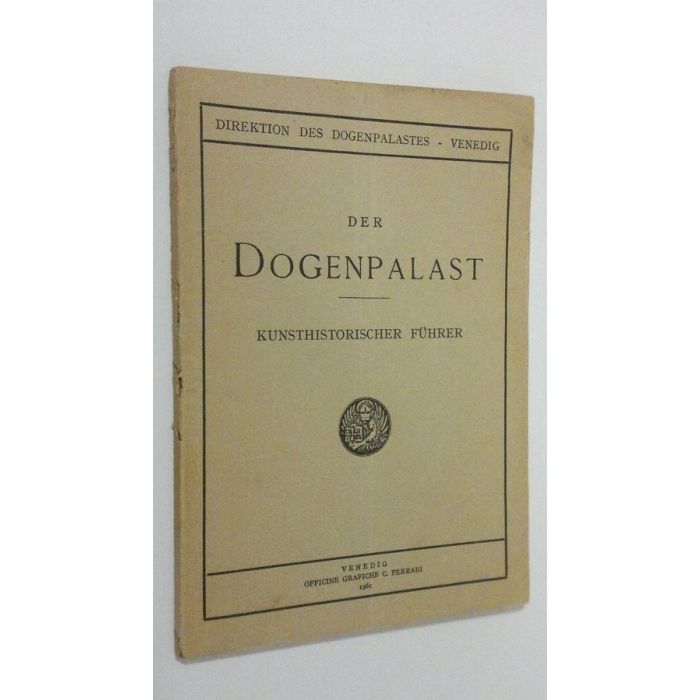 DIREKTION DES DOGENPALASTES - VENEDIG
DER
DOGENPALAST
KUNSTHISTORISCHER FÜHRER
VENEDIG
OFFICINE GRAFICHE C. FERRARI
1961